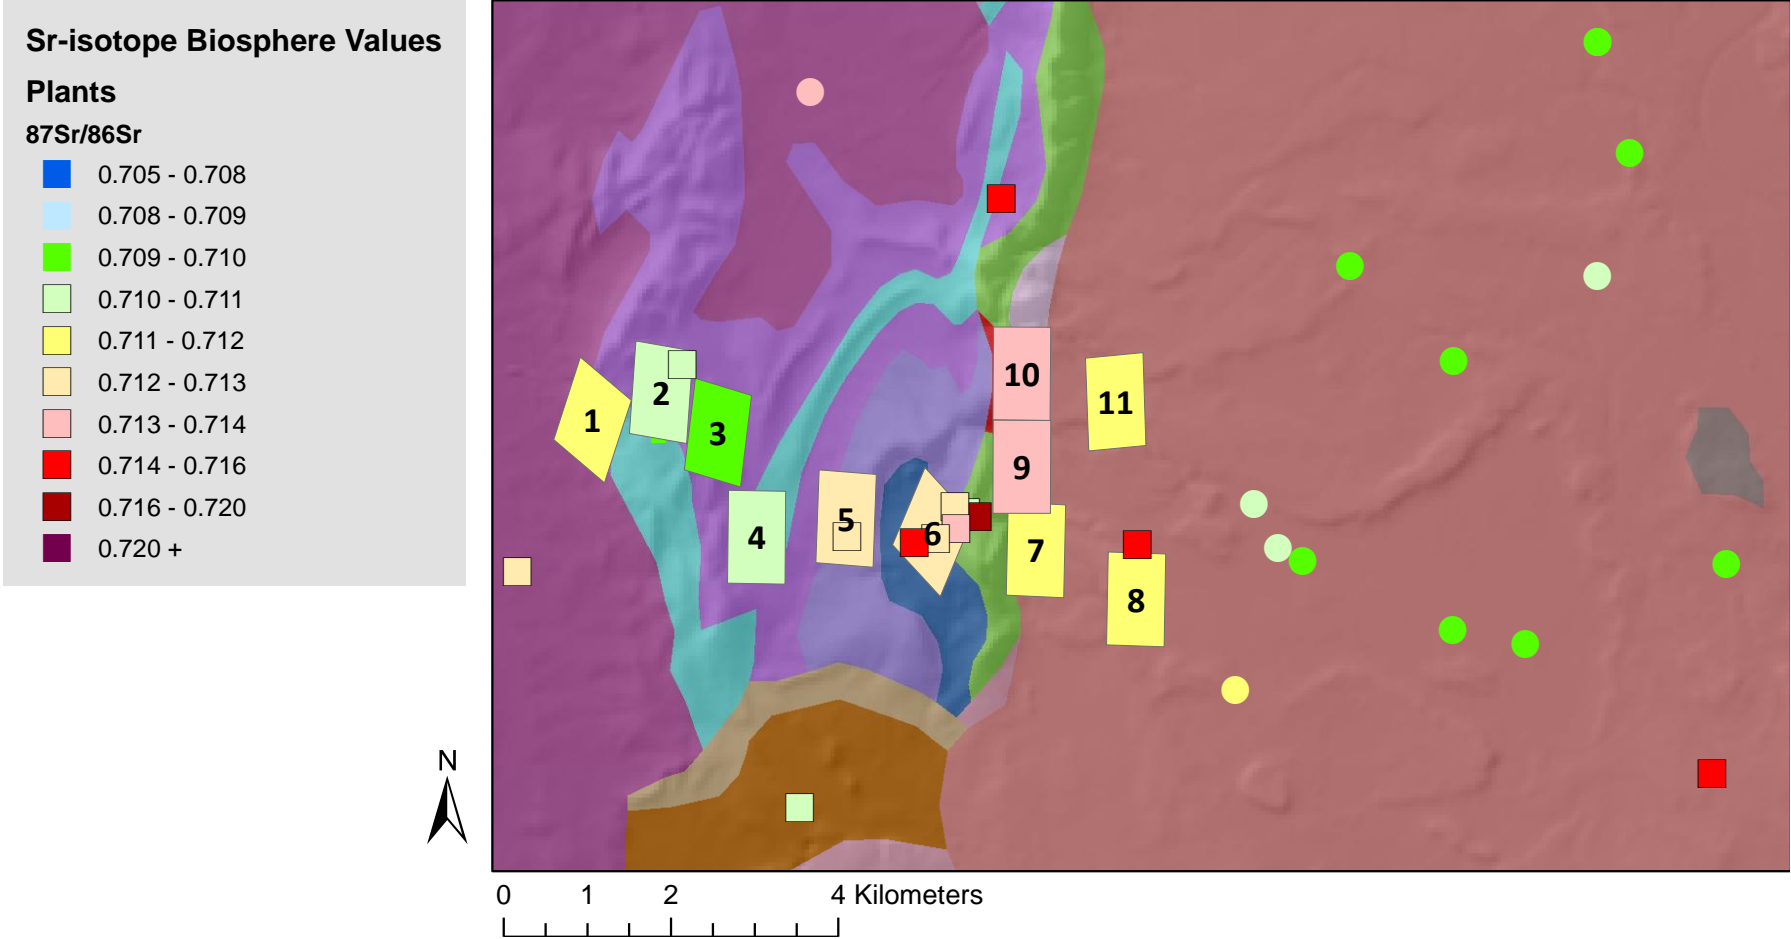 Sr-isotope Biosphere Values
Plants
87Sr/86Sr
0.705 - 0.708
0.708 - 0.709
0.709 - 0.710
0.710 - 0.711
0.711 - 0.712
0.712 - 0.713
0.713 - 0.714
0.714 - 0.716
0.716 - 0.720
0.720 +
1
2
3
4
5
6
7
8
9
10
11
N
0 1 2 4 Kilometers